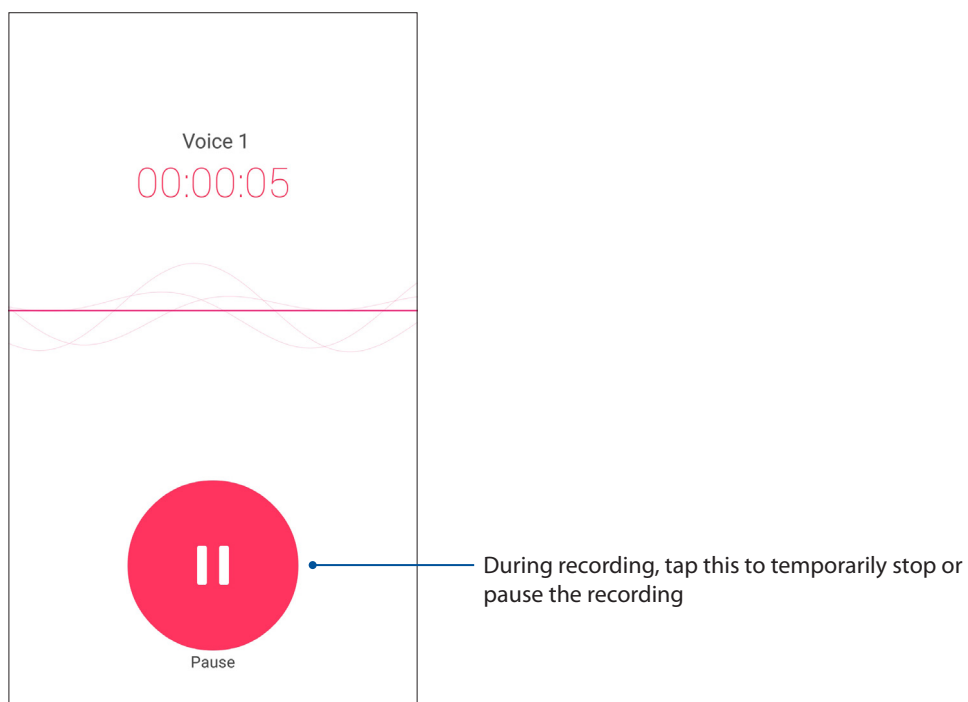 Voice 1
00:00:05
During recording, tap this to temporarily stop or
pause the recording
Pause